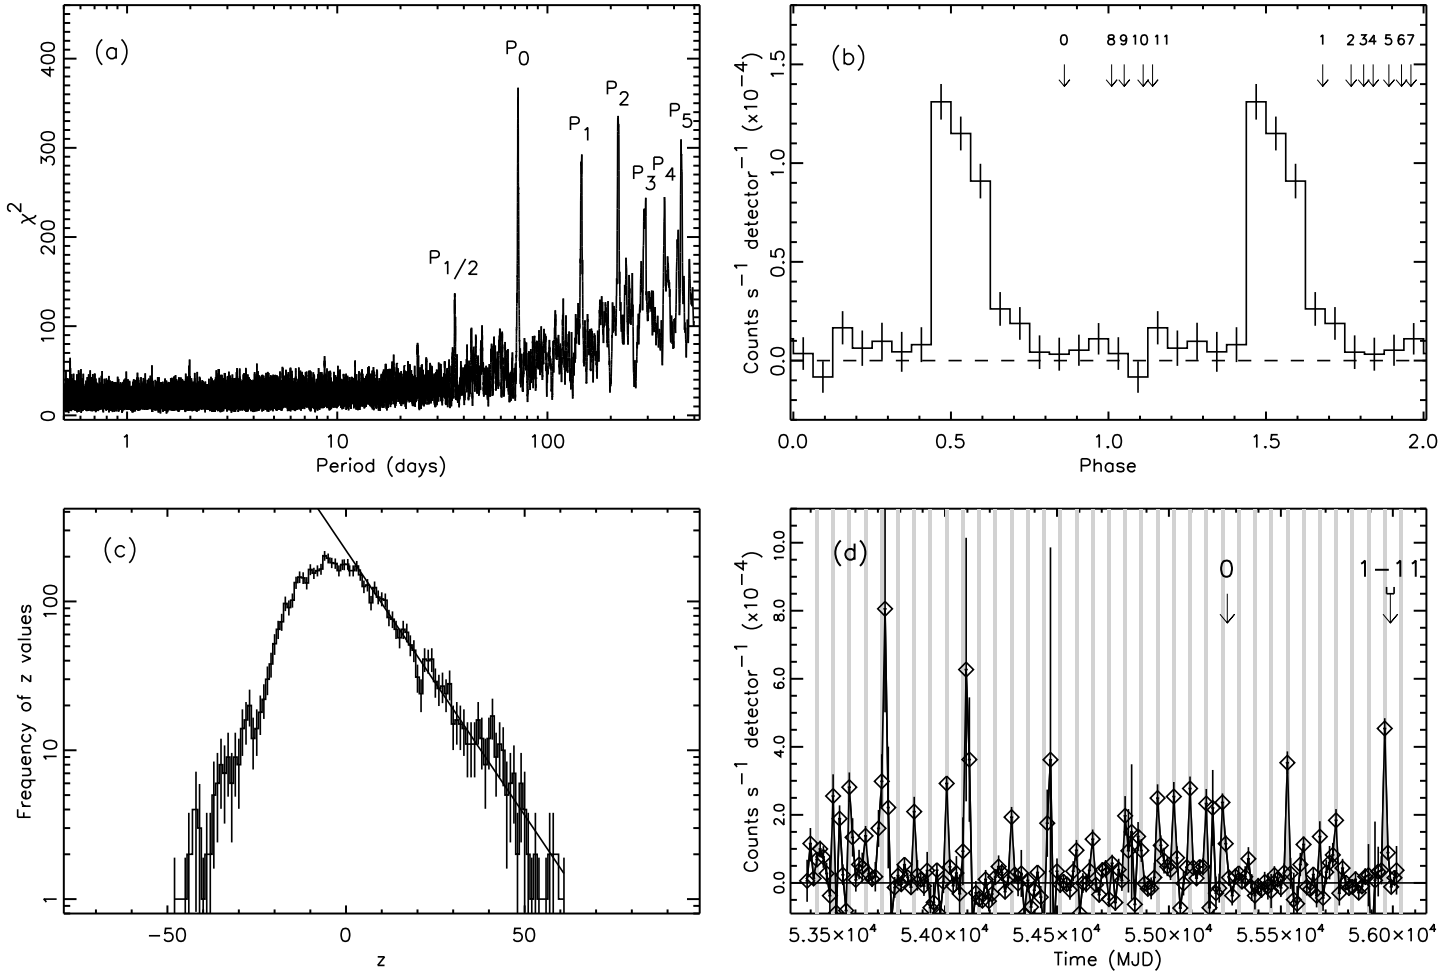 (a)
P0
P1
P2
P3
P4
P5
P1/2
χ2
0
100
200
300
400
1
10
100
Period (days)
(b)
0
8 9 10 11
1
2 3 4
5 6 7
Counts s−1 detector−1 (x10−4)
0.0
0.5
1.0
1.5
0.0
0.5
1.0
1.5
2.0
Phase
(c)
Frequency of z values
1
10
100
−50
0
50
z
(d)
0
1−11
Counts s−1 detector−1 (x10−4)
0.0
2.0
4.0
6.0
8.0
10.0
5.35×104
5.40×104
5.45×104
5.50×104
5.55×104
5.60×104
Time (MJD)